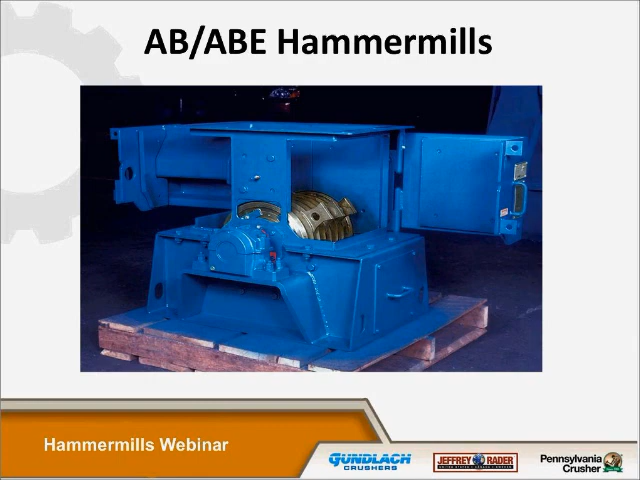 AB/ABE Hammermills
Hammermills Webinar
GUNDLACH
CRUSHERS
JEFFREY RADER
Pennsylvania
Crusher